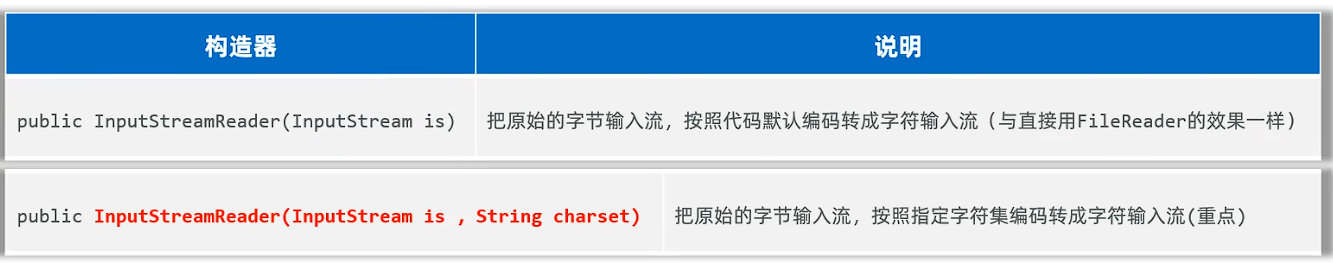 构造器 说明
public InputStreamReader(InputStream is) 把原始的字节输入流，按照代码默认编码转成字符输入流（与直接用FileReader的效果一样）
public InputStreamReader(InputStream is , String charset) 把原始的字节输入流，按照指定字符集编码转成字符输入流(重点)